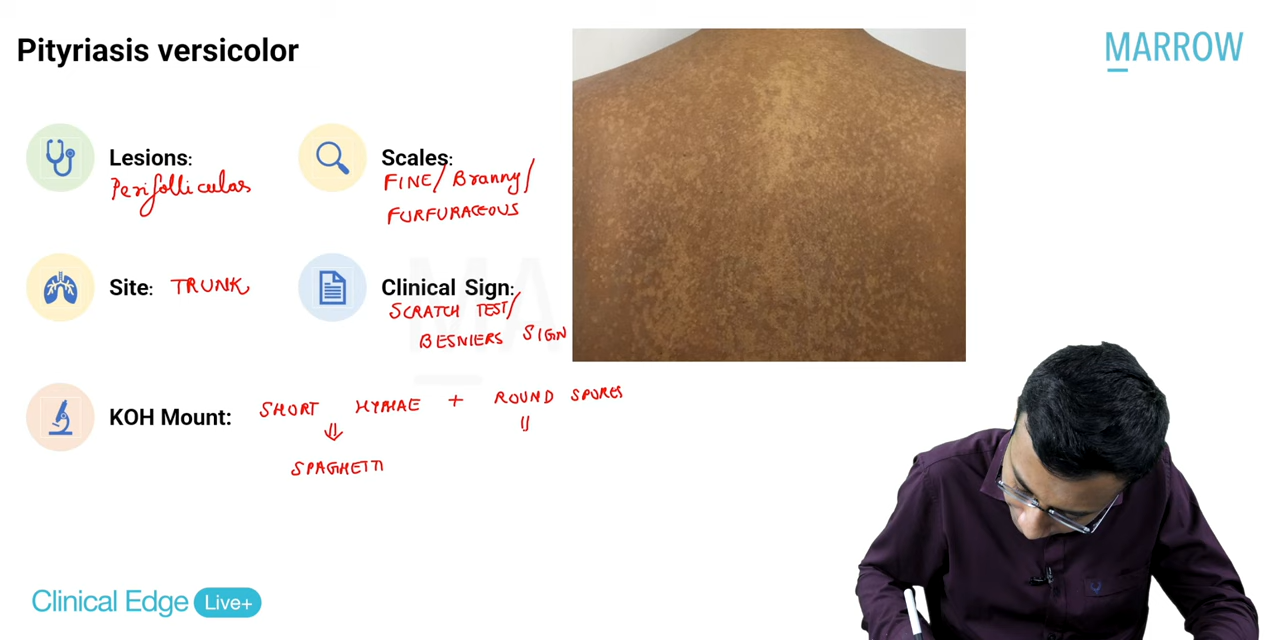 Pityriasis versicolor
MARROW
Lesions:
Perifollicular
Scales:
FINE/Branny/
FURFURACEOUS
Site: TRUNK
Clinical Sign:
SCRATCH TEST/
BESNIERS SIGN
KOH Mount: SHORT HYPHAE + ROUND SPORES
SPAGHETTI
Clinical Edge Live+